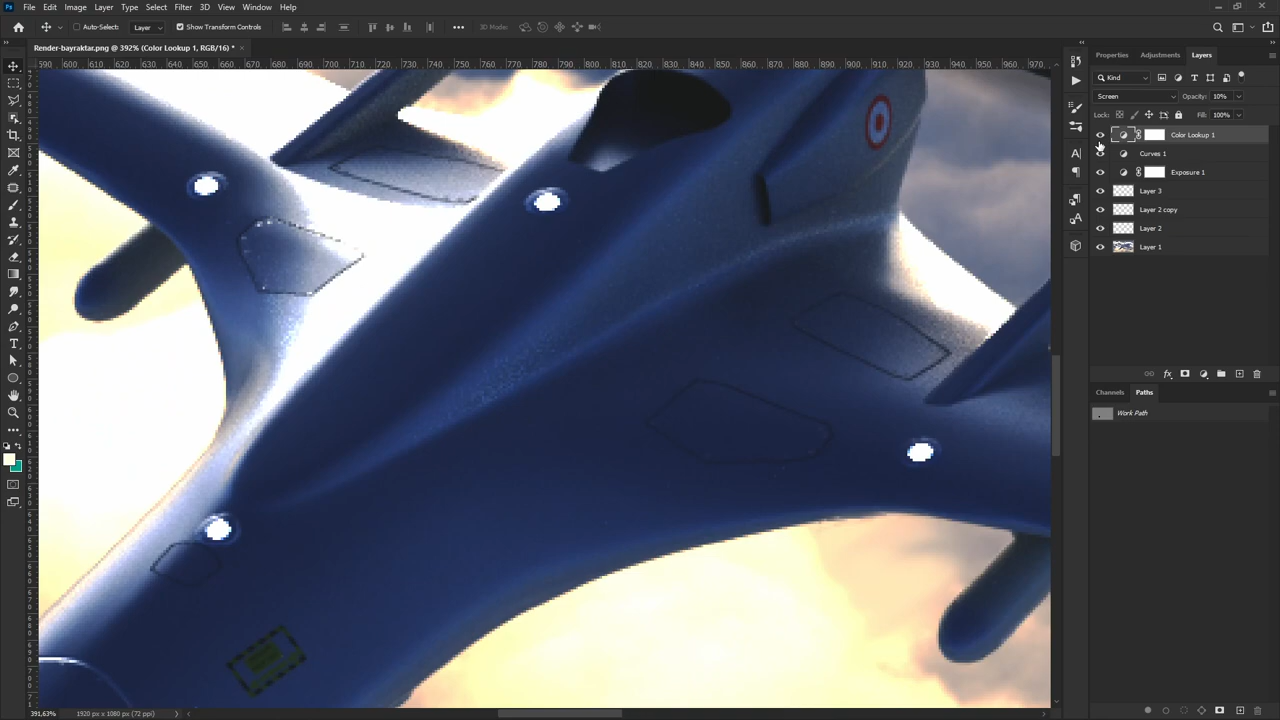 Ps File Edit Image Layer Type Select Filter 3D View Window Help
Auto-Select: Layer Show Transform Controls 3D Mode:
Render-bayraktar.png @ 392% (Color Lookup 1, RGB/16) * ×
590 600 610 620 630 640 650 660 670 680 690 700 710 720 730 740 750 760 770 780 790 800 810 820 830 840 850 860 870 880 890 900 910 920 930 940 950 960 970
Properties Adjustments Layers
Kind
Screen Opacity: 10%
Lock: Fill: 100%
Color Lookup 1
Curves 1
Exposure 1
Layer 3
Layer 2 copy
Layer 2
Layer 1
fx
Channels Paths
Work Path
391,63% 1920 px x 1080 px (72 ppi)